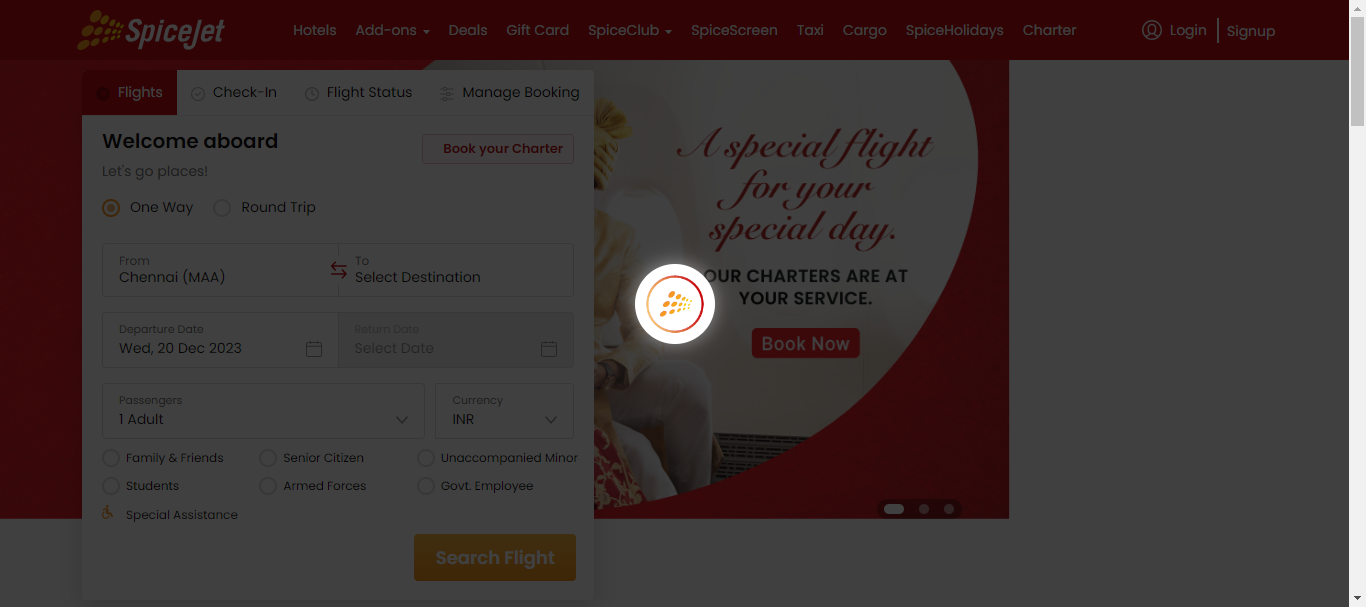 SpiceJet
Hotels Add-ons Deals Gift Card SpiceClub SpiceScreen Taxi Cargo SpiceHolidays Charter Login Signup
Flights Check-In Flight Status Manage Booking
Welcome aboard
Book your Charter
Let's go places!
One Way Round Trip
From
Chennai (MAA)
To
Select Destination
Departure Date
Wed, 20 Dec 2023
Return Date
Select Date
Passengers
1 Adult
Currency
INR
Family & Friends Senior Citizen Unaccompanied Minor
Students Armed Forces Govt. Employee
Special Assistance
Search Flight
A special flight
for your
special day.
OUR CHARTERS ARE AT
YOUR SERVICE.
Book Now